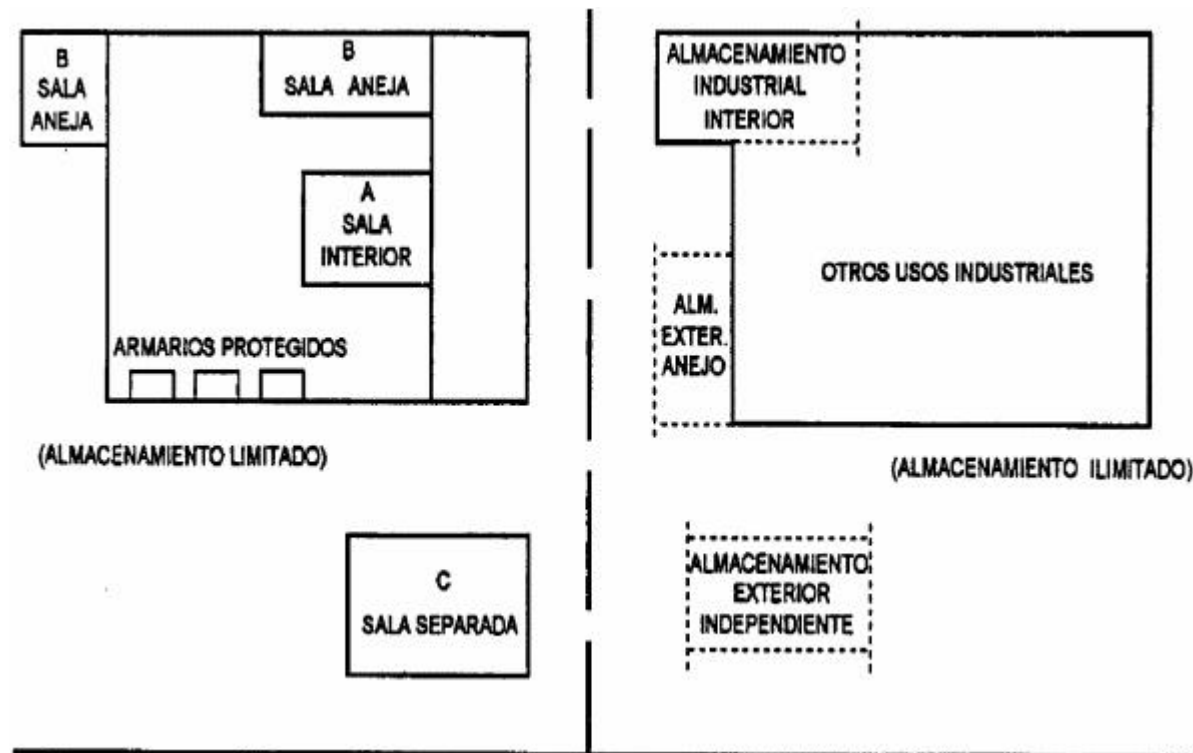 B
SALA
ANEJA
B
SALA ANEJA
A
SALA
INTERIOR
ARMARIOS PROTEGIDOS
(ALMACENAMIENTO LIMITADO)
C
SALA SEPARADA
ALMACENAMIENTO
INDUSTRIAL
INTERIOR
OTROS USOS INDUSTRIALES
ALM.
EXTER.
ANEJO
(ALMACENAMIENTO ILIMITADO)
ALMACENAMIENTO
EXTERIOR
INDEPENDIENTE